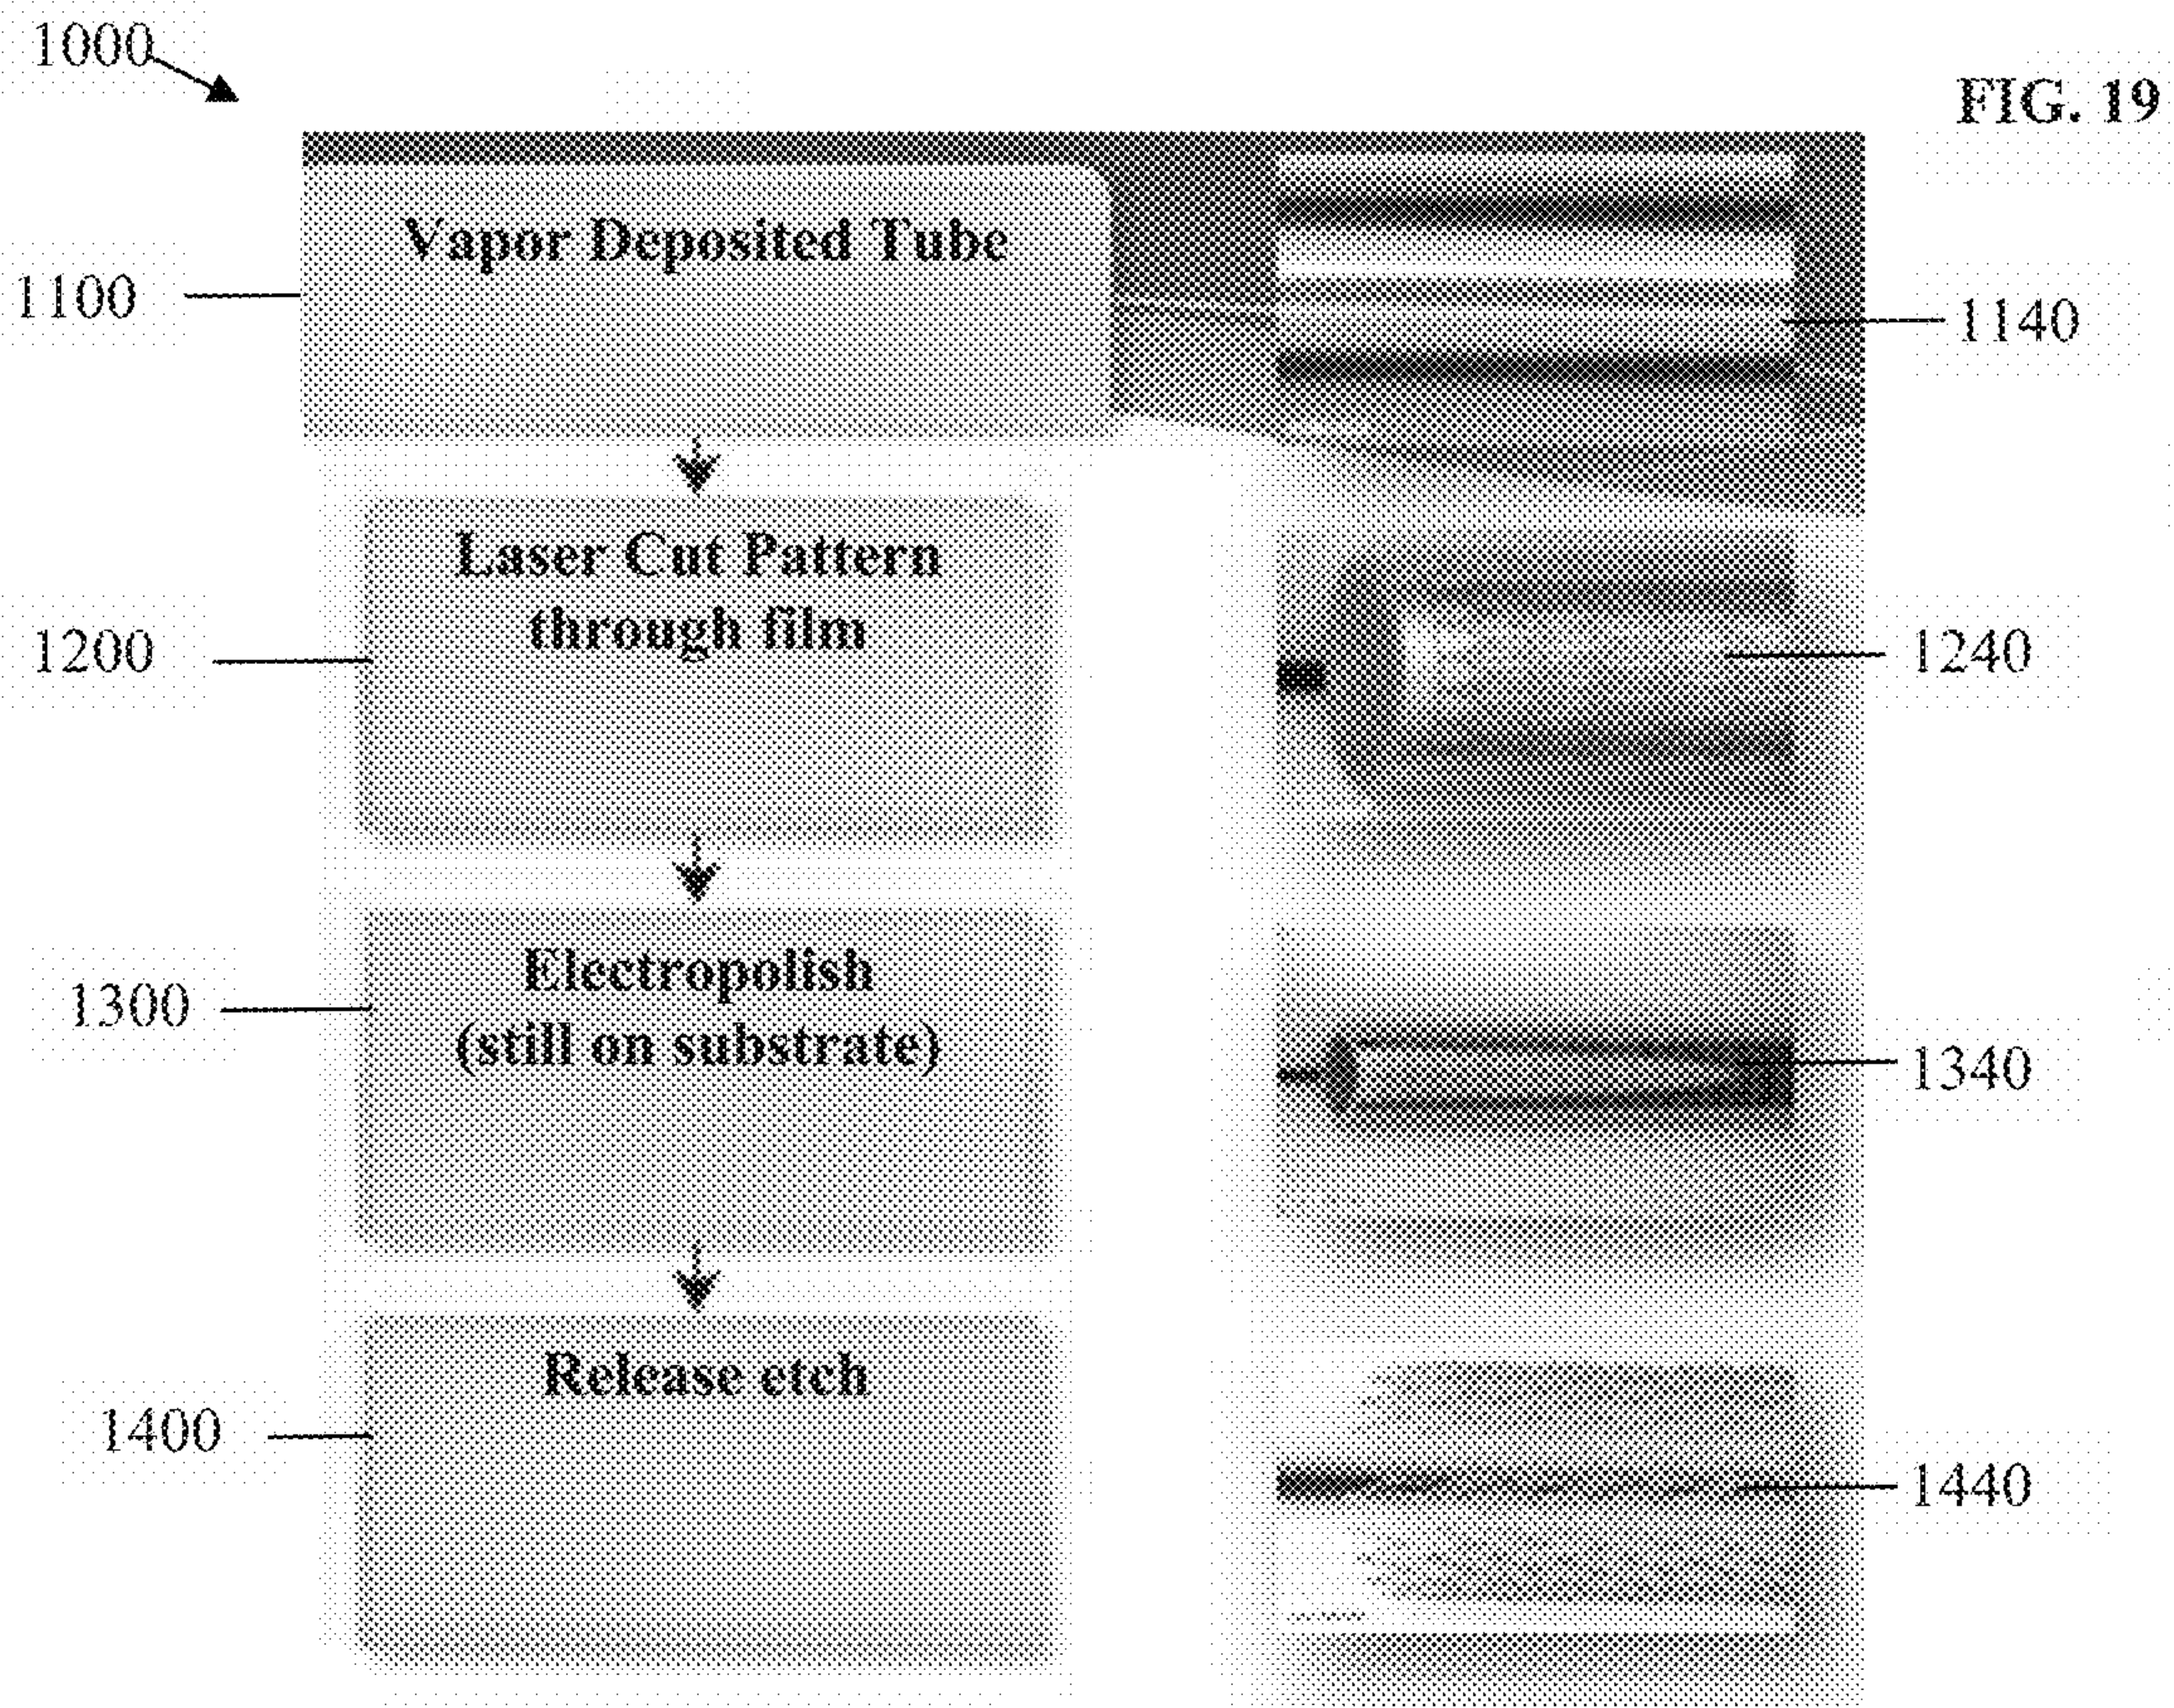 1000
FIG. 19
Vapor Deposited Tube
1100
1140
Laser Cut Pattern
through film
1200
1240
Electropolish
(still on substrate)
1300
1340
Release etch
1400
1440